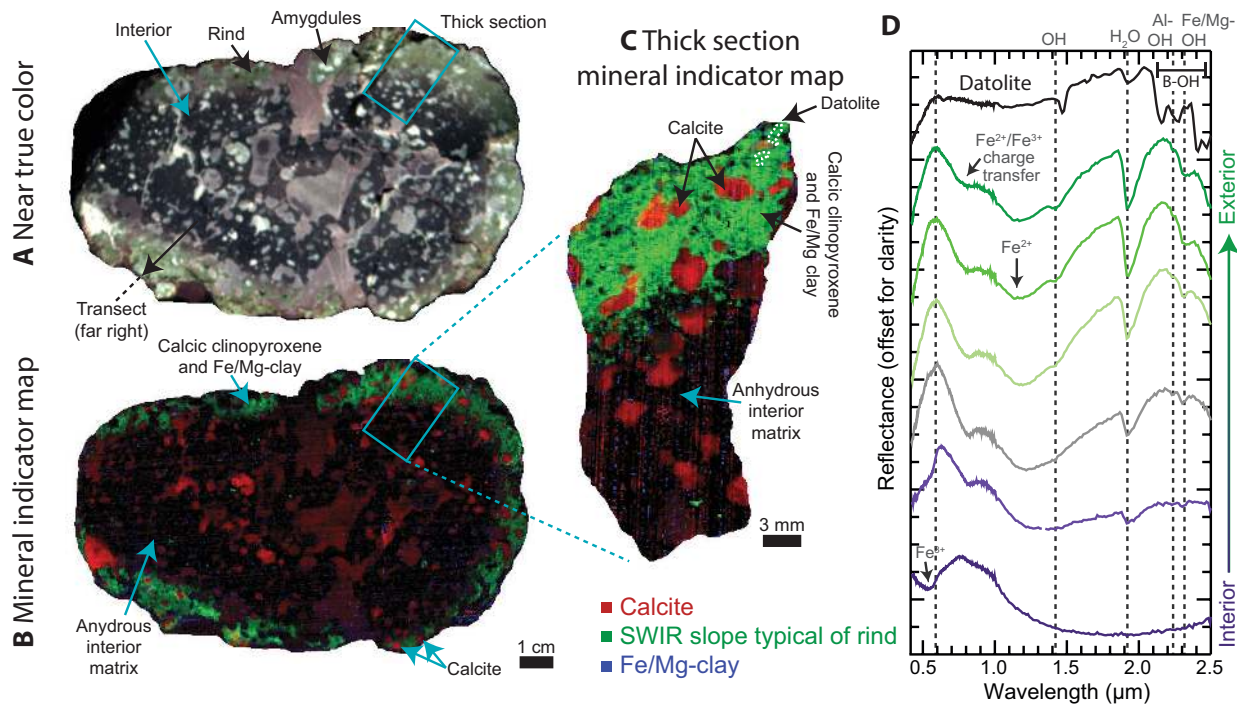 A Near true color
Interior
Rind
Amygdules
Thick section
Transect
(far right)
B Mineral indicator map
Calcic clinopyroxene
and Fe/Mg-clay
Anydrous
interior
matrix
Calcite
1 cm
C Thick section
mineral indicator map
Datolite
Calcite
Calcic clinopyroxene
and Fe/Mg clay
Anhydrous
interior
matrix
3 mm
Calcite
SWIR slope typical of rind
Fe/Mg-clay
D
OH
H2O
Al-
OH
Fe/Mg-
OH
B-OH
Datolite
Fe2+/Fe3+
charge
transfer
Fe2+
Fe3+
Reflectance (offset for clarity)
Exterior
Interior
0.5 1.0 1.5 2.0 2.5
Wavelength (μm)